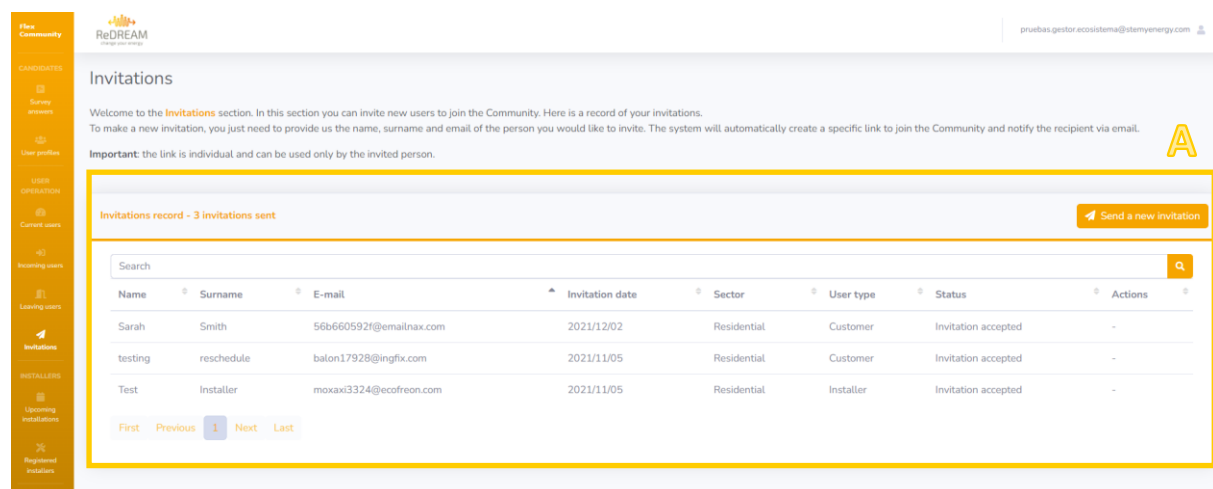 Flex
Community
ReDREAM
change your energy
pruebas.gestor.ecosistema@stemyenergy.com
CANDIDATES
Survey
answers
User profiles
USER
OPERATION
Current users
Incoming users
Leaving users
Invitations
INSTALLERS
Upcoming
installations
Registered
installers
Invitations
Welcome to the Invitations section. In this section you can invite new users to join the Community. Here is a record of your invitations.
To make a new invitation, you just need to provide us the name, surname and email of the person you would like to invite. The system will automatically create a specific link to join the Community and notify the recipient via email.
A
Important: the link is individual and can be used only by the invited person.
Invitations record - 3 invitations sent
Send a new invitation
Search
Name Surname E-mail Invitation date Sector User type Status Actions
Sarah Smith 56b660592f@emailnax.com 2021/12/02 Residential Customer Invitation accepted -
testing reschedule balon17928@ingfix.com 2021/11/05 Residential Customer Invitation accepted -
Test Installer moxaxi3324@ecofreon.com 2021/11/05 Residential Installer Invitation accepted -
First Previous 1 Next Last